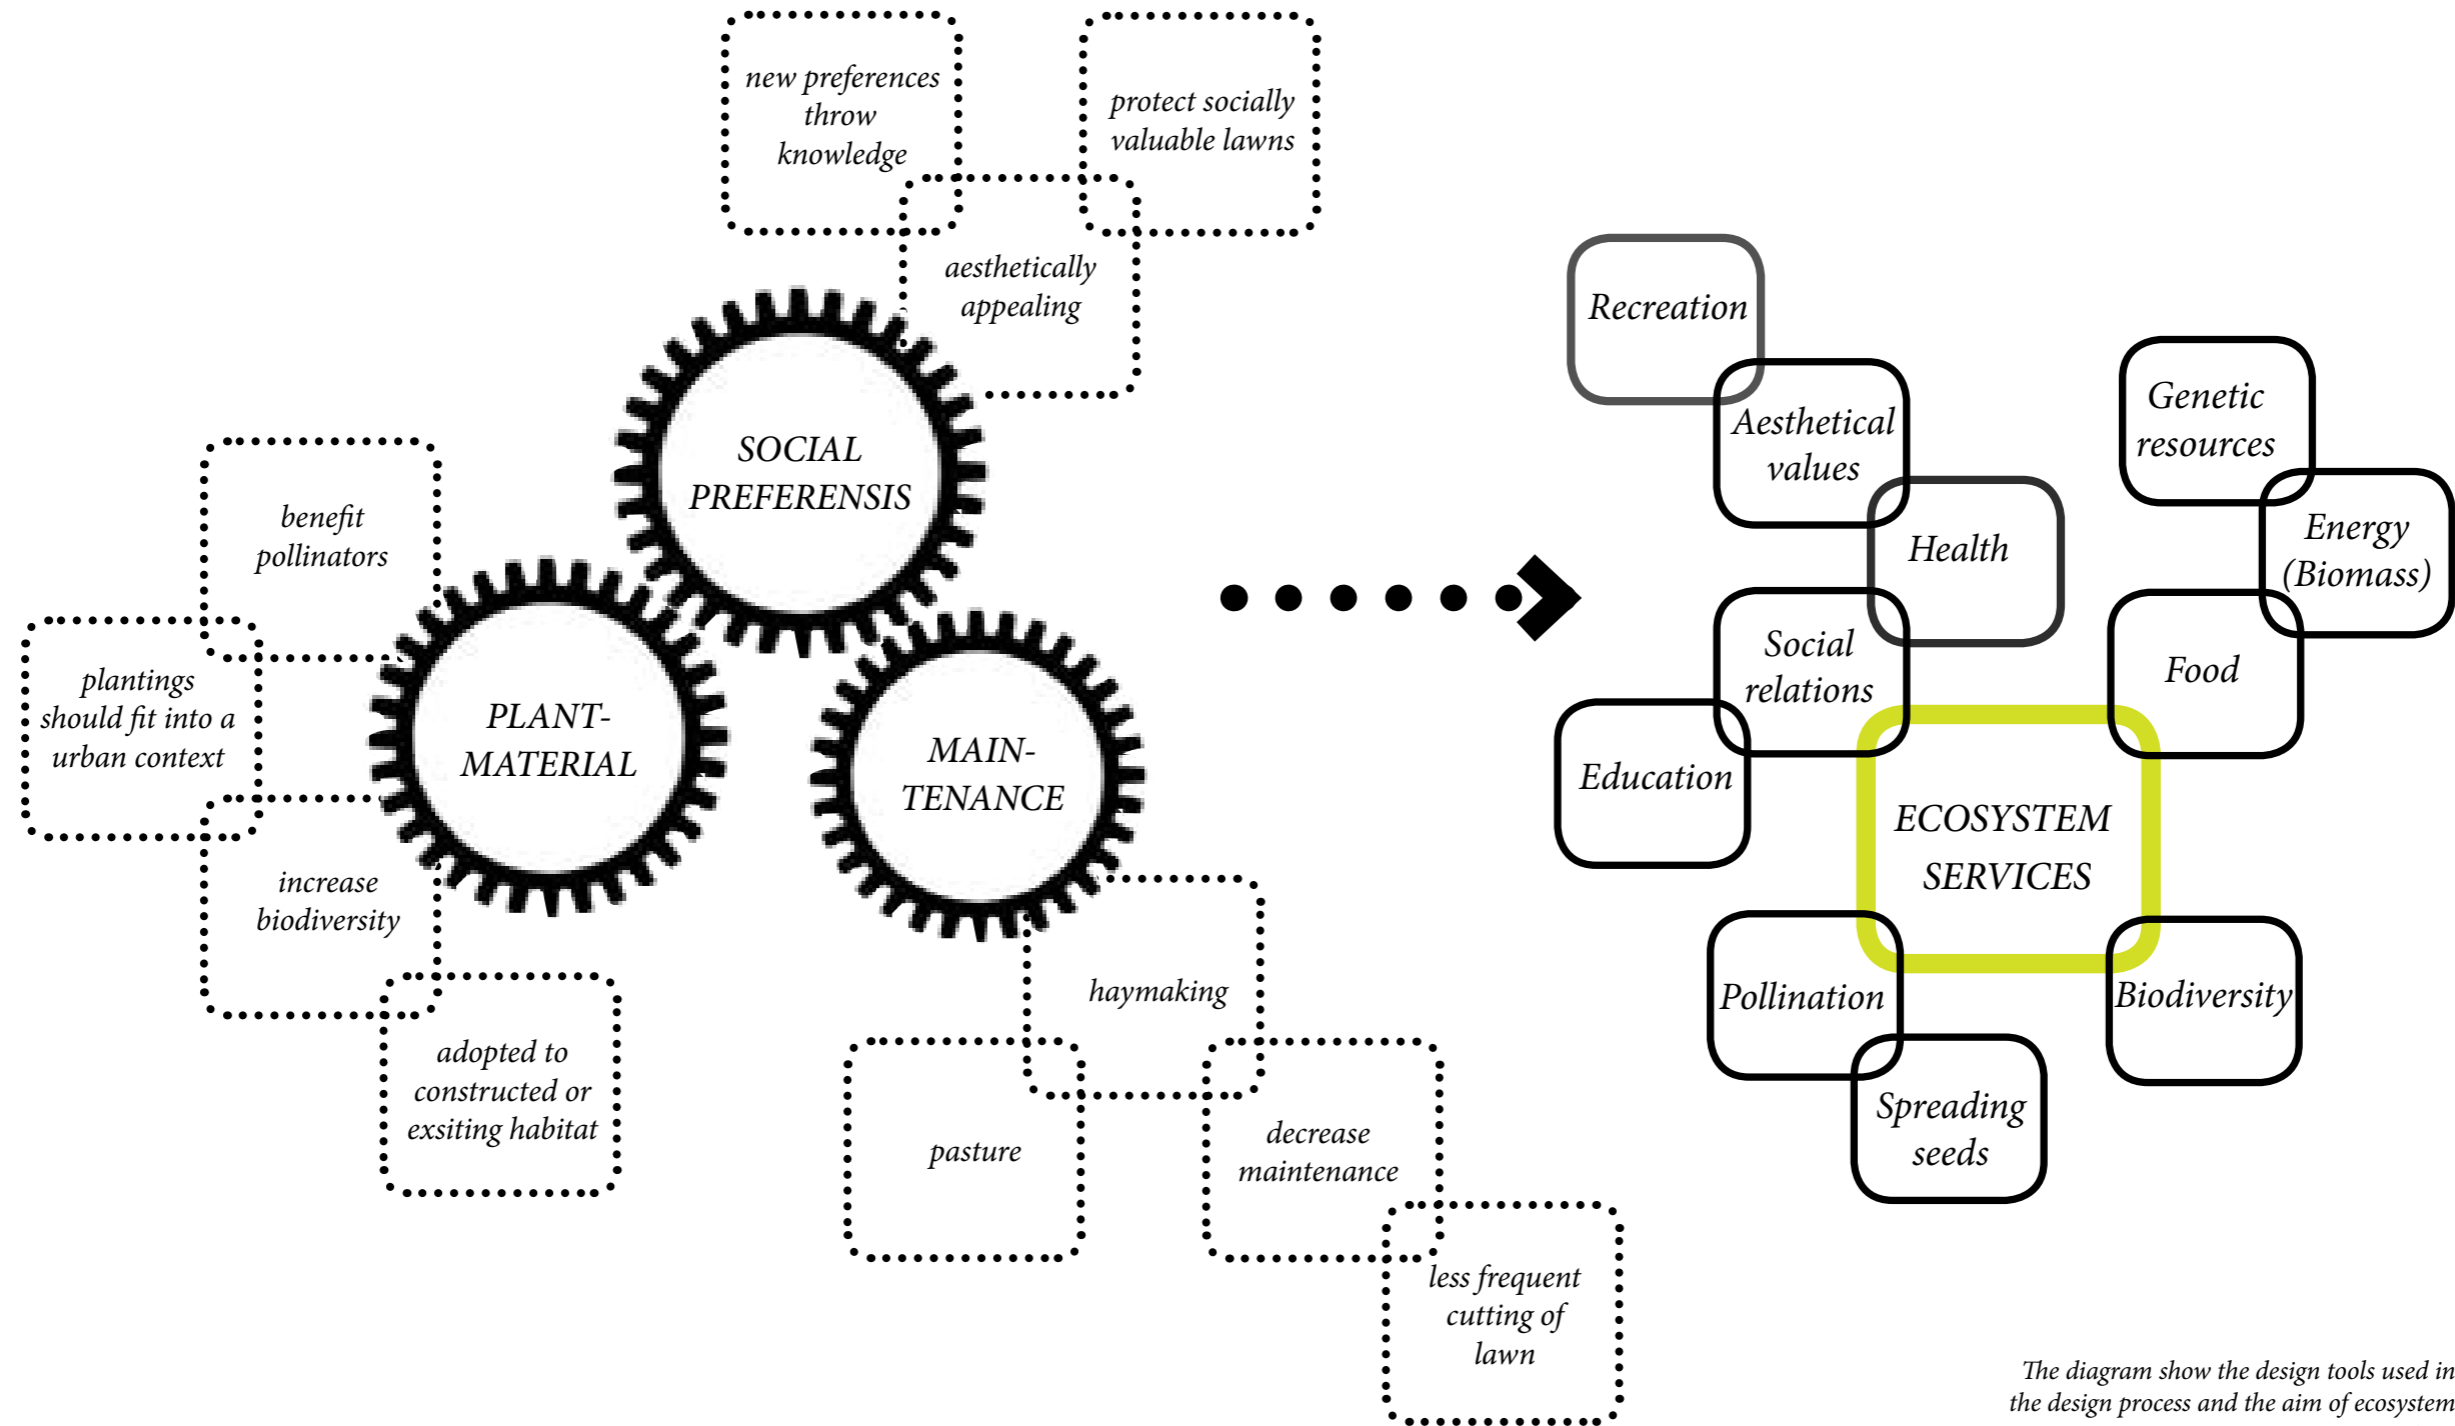 new preferences
throw
knowledge
protect socially
valuable lawns
aesthetically
appealing
SOCIAL
PREFERENSIS
benefit
pollinators
plantings
should fit into a
urban context
PLANT-
MATERIAL
MAIN-
TENANCE
increase
biodiversity
adopted to
constructed or
exsiting habitat
haymaking
pasture
decrease
maintenance
less frequent
cutting of
lawn
Recreation
Aesthetical
values
Health
Social
relations
Education
Genetic
resources
Energy
(Biomass)
Food
ECOSYSTEM
SERVICES
Pollination
Biodiversity
Spreading
seeds
The diagram show the design tools used in
the design process and the aim of ecosystem